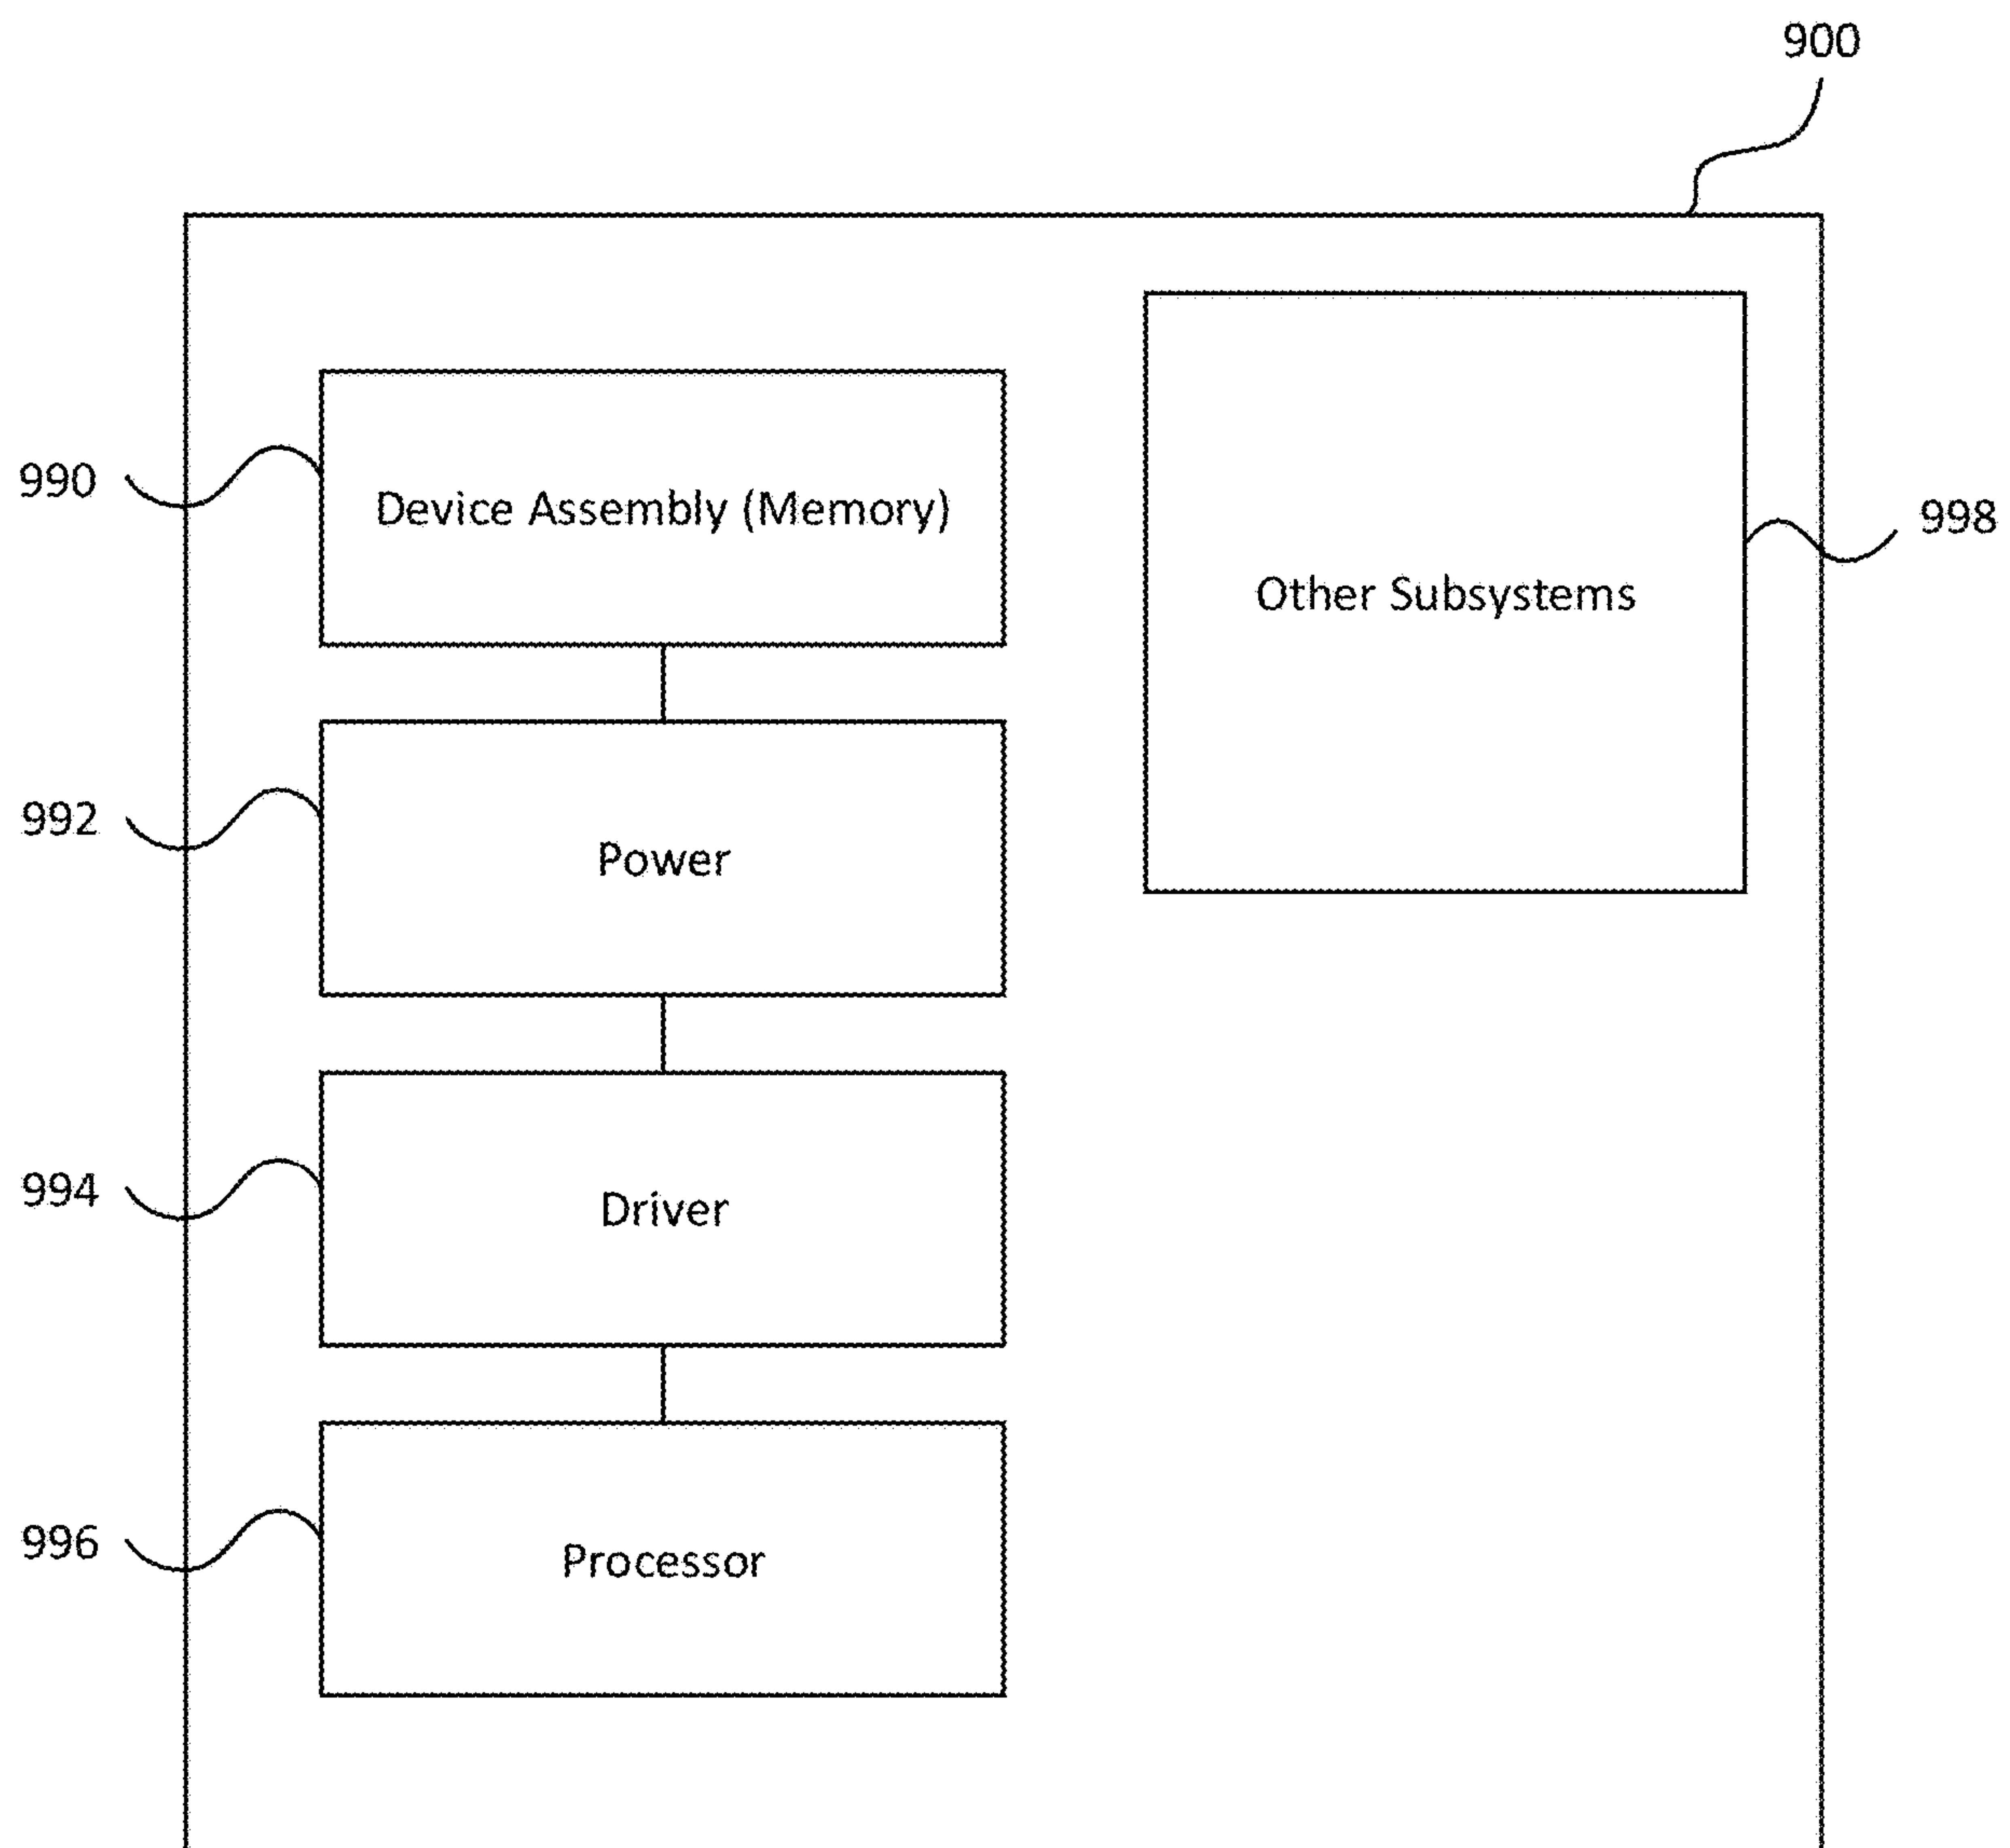 900
990
Device Assembly (Memory)
998
Other Subsystems
992
Power
994
Driver
996
Processor